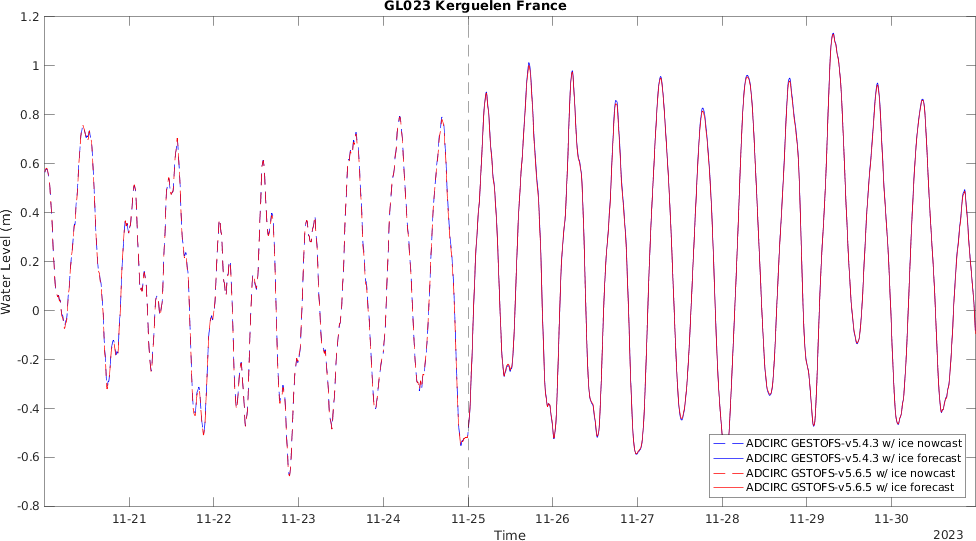 GL023 Kerguelen France
Water Level (m)
1.2
1
0.8
0.6
0.4
0.2
0
-0.2
-0.4
-0.6
-0.8
ADCIRC GESTOFS-v5.4.3 w/ ice nowcast
ADCIRC GESTOFS-v5.4.3 w/ ice forecast
ADCIRC GSTOFS-v5.6.5 w/ ice nowcast
ADCIRC GSTOFS-v5.6.5 w/ ice forecast
11-21 11-22 11-23 11-24 11-25 11-26 11-27 11-28 11-29 11-30
Time
2023